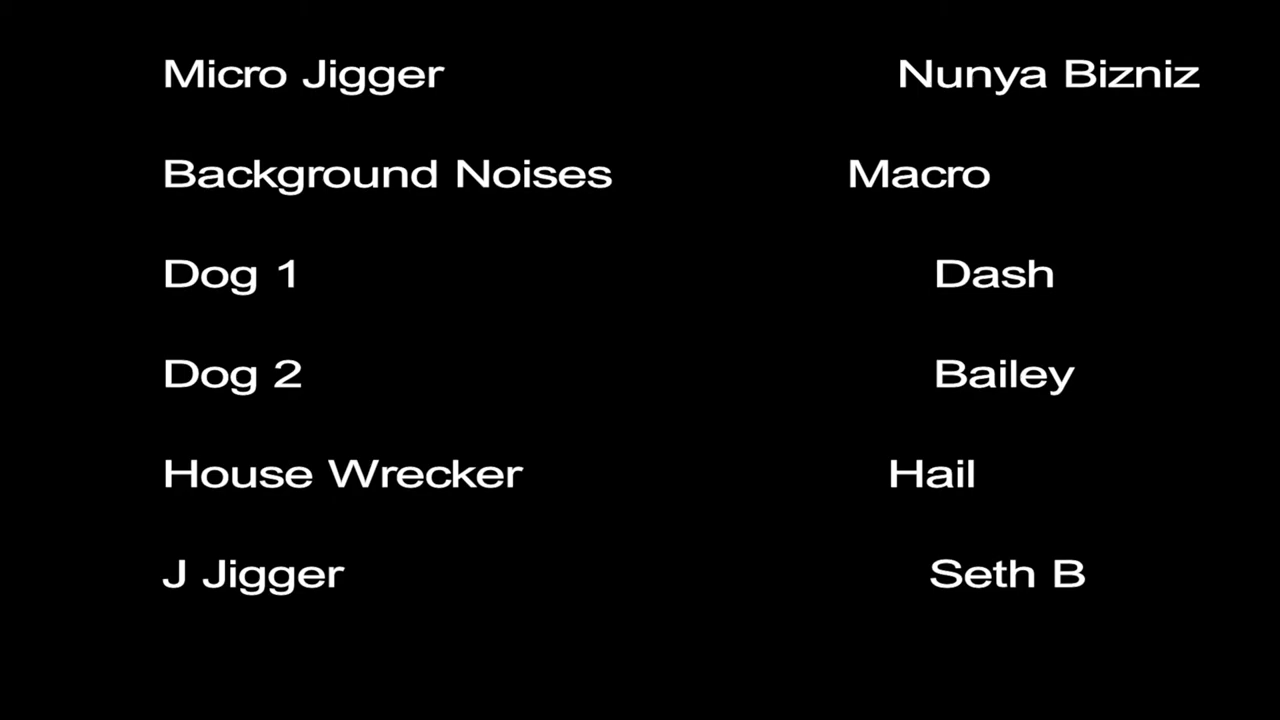 Micro Jigger Nunya Bizniz
Background Noises Macro
Dog 1 Dash
Dog 2 Bailey
House Wrecker Hail
J Jigger Seth B